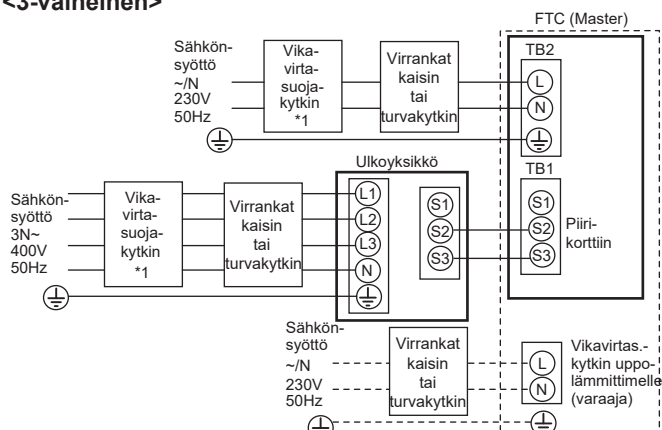 <3-vaiheinen>
FTC (Master)
Sähkön-
syöttö
~/N
230V
50Hz
Vika-
virta-
suoja-
kytkin
*1
Virrankat
kaisin
tai
turvakytkin
TB2
L
N
TB1
S1
S2
S3
Piiri-
korttiin
Ulkoyksikkö
L1
L2
L3
N
S1
S2
S3
Sähkön-
syöttö
3N~
400V
50Hz
Vika-
virta-
suoja-
kytkin
*1
Virrankat
kaisin
tai
turvakytkin
Sähkön-
syöttö
~/N
230V
50Hz
Virrankat
kaisin
tai
turvakytkin
L
N
Vikavirtas.-
kytkin uppo-
lämmittimelle
(varaaja)